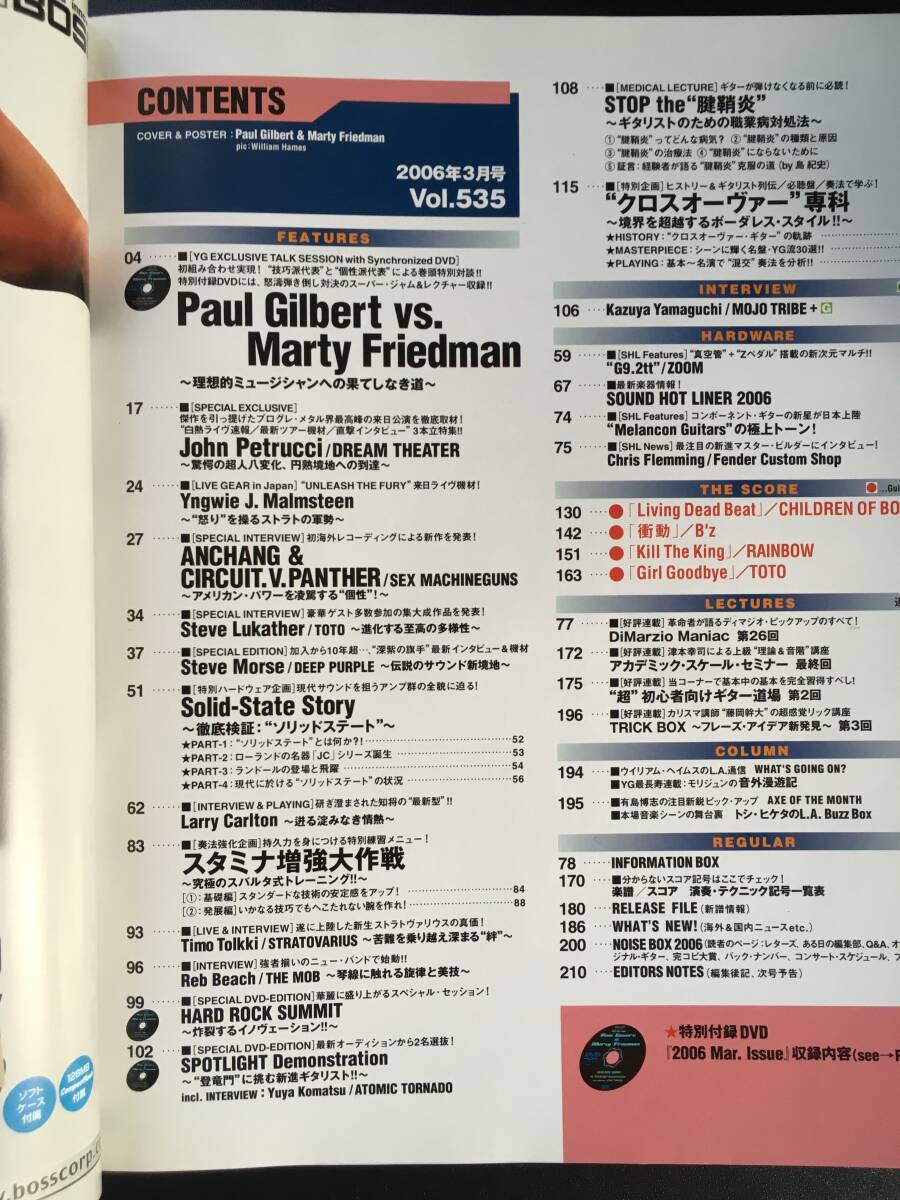 BOS
CONTENTS
COVER & POSTER : Paul Gilbert & Marty Friedman
pic:William Hames
2006年3月号
Vol.535
FEATURES
04 ······■[YG EXCLUSIVE TALK SESSION with Synchronized DVD]
初組み合わせ実現! “技巧派代表”と“個性派代表”による巻頭特別対談!!
特別付録DVDには、怒濤弾き倒し対決のスーパー・ジャム&レクチャー収録!!
Paul Gilbert vs.
Marty Friedman
～理想的ミュージシャンへの果てしなき道～
17 ······■[SPECIAL EXCLUSIVE]
傑作を引っ提げたプログレ・メタル界最高峰の来日公演を徹底取材!
“白熱ライヴ速報/最新ツアー機材/直撃インタビュー”3本立特集!!
John Petrucci/DREAM THEATER
～驚愕の超人八変化、円熟境地への到達～
24 ······■[LIVE GEAR in Japan] “UNLEASH THE FURY” 来日ライヴ機材!
Yngwie J. Malmsteen
～“怒り”を操るストラトの軍勢～
27 ······■[SPECIAL INTERVIEW] 初海外レコーディングによる新作を発表!
ANCHANG &
CIRCUIT.V.PANTHER/SEX MACHINEGUNS
～アメリカン・パワーを凌駕する“個性”!～
34 ······■[SPECIAL INTERVIEW] 豪華ゲスト多数参加の集大成作品を発表!
Steve Lukather/TOTO ～進化する至高の多様性～
37 ······■[SPECIAL EDITION] 加入から10年超…“深紫の旗手”最新インタビュー&機材
Steve Morse/DEEP PURPLE ～伝説のサウンド新境地～
51 ······■[特別ハードウェア企画] 現代サウンドを担うアンプ群の全貌に迫る!
Solid-State Story
～徹底検証:“ソリッドステート”～
★PART-1:“ソリッドステート”とは何か?!······52
★PART-2:ローランドの名器「JC」シリーズ誕生······53
★PART-3:ランドールの登場と飛躍······54
★PART-4:現代に於ける“ソリッドステート”の状況······56
62 ······■[INTERVIEW & PLAYING] 研ぎ澄まされた知将の“最新型”!!
Larry Carlton ～迸る淀みなき情熱～
83 ······■[奏法強化企画] 持久力を身につける特別練習メニュー!
スタミナ増強大作戦
～究極のスパルタ式トレーニング!!～
[①:基礎編] スタンダードな技術の安定感をアップ!······84
[②:発展編] いかなる技巧でもへこたれない腕を作れ!······88
93 ······■[LIVE & INTERVIEW] 遂に上陸した新生ストラトヴァリウスの真価!
Timo Tolkki/STRATOVARIUS ～苦難を乗り越え深まる“絆”～
96 ······■[INTERVIEW] 強者揃いのニュー・バンドで始動!!
Reb Beach/THE MOB ～琴線に触れる旋律と美技～
99 ······■[SPECIAL DVD-EDITION] 華麗に盛り上がるスペシャル・セッション!
HARD ROCK SUMMIT
～炸裂するイノヴェーション!!～
102 ······■[SPECIAL DVD-EDITION] 最新オーディションから2名選抜!
SPOTLIGHT Demonstration
～“登竜門”に挑む新進ギタリスト!!～
incl. INTERVIEW : Yuya Komatsu/ATOMIC TORNADO
108 ······■[MEDICAL LECTURE] ギターが弾けなくなる前に必読!
STOP the“腱鞘炎”
～ギタリストのための職業病対処法～
①“腱鞘炎”ってどんな病気? ②“腱鞘炎”の種類と原因
③“腱鞘炎”の治療法 ④“腱鞘炎”にならないために
⑤証言:経験者が語る“腱鞘炎”克服の道(by 島 紀史)
115 ······■[特別企画] ヒストリー&ギタリスト列伝/必聴盤/奏法で学ぶ!
“クロスオーヴァー”専科
～境界を超越するボーダレス・スタイル!!～
★HISTORY:“クロスオーヴァー・ギター”の軌跡
★MASTERPIECE:シーンに輝く名盤・YG流30選!!
★PLAYING:基本～名演で“混交”奏法を分析!!
INTERVIEW
106 ······Kazuya Yamaguchi/MOJO TRIBE + G
HARDWARE
59 ······■[SHL Features] “真空管”+“Zペダル”搭載の新次元マルチ!!
“G9.2tt”/ZOOM
67 ······■最新楽器情報!
SOUND HOT LINER 2006
74 ······■[SHL Features] コンポーネント・ギターの新星が日本上陸
“Melancon Guitars”の極上トーン!
75 ······■[SHL News] 最注目の新進マスター・ビルダーにインタビュー!
Chris Flemming/Fender Custom Shop
THE SCORE
●...Gui
130 ····●「Living Dead Beat」/CHILDREN OF BO
142 ····●「衝動」/B'z
151 ····●「Kill The King」/RAINBOW
163 ····●「Girl Goodbye」/TOTO
LECTURES
77 ······■[好評連載] 革命者が語るディマジオ・ピックアップのすべて!
DiMarzio Maniac 第26回
172 ······■[好評連載] 津本幸司による上級“理論&音階”講座
アカデミック・スケール・セミナー 最終回
175 ······■[好評連載] 当コーナーで基本中の基本を完全習得すべし!
“超”初心者向けギター道場 第2回
196 ······■[好評連載] カリスマ講師“藤岡幹大”の超感覚リック講座
TRICK BOX ～フレーズ・アイデア新発見～ 第3回
COLUMN
194 ······■ウイリアム・ヘイムスのL.A.通信 WHAT'S GOING ON?
■YG最長寿連載:モリジュンの音外漫遊記
195 ······■有島博志の注目新鋭ピック・アップ AXE OF THE MONTH
■本場音楽シーンの舞台裏 トシ・ヒケタのL.A. Buzz Box
REGULAR
78 ······INFORMATION BOX
170 ······■分からないスコア記号はここでチェック!
楽譜/スコア 演奏・テクニック記号一覧表
180 ······RELEASE FILE(新譜情報)
186 ······WHAT'S NEW!(海外&国内ニュースetc.)
200 ······NOISE BOX 2006(読者のページ:レターズ、ある日の編集部、Q&A、オ
ジナル・ギター、完コピ大賞、バック・ナンバー、コンサート・スケジュール、プ
210 ······EDITORS NOTES(編集後記、次号予告)
★特別付録DVD
『2006 Mar. Issue』収録内容(see→P
ソフト
ケース
付属
128MB
付属
.bosscorp.c